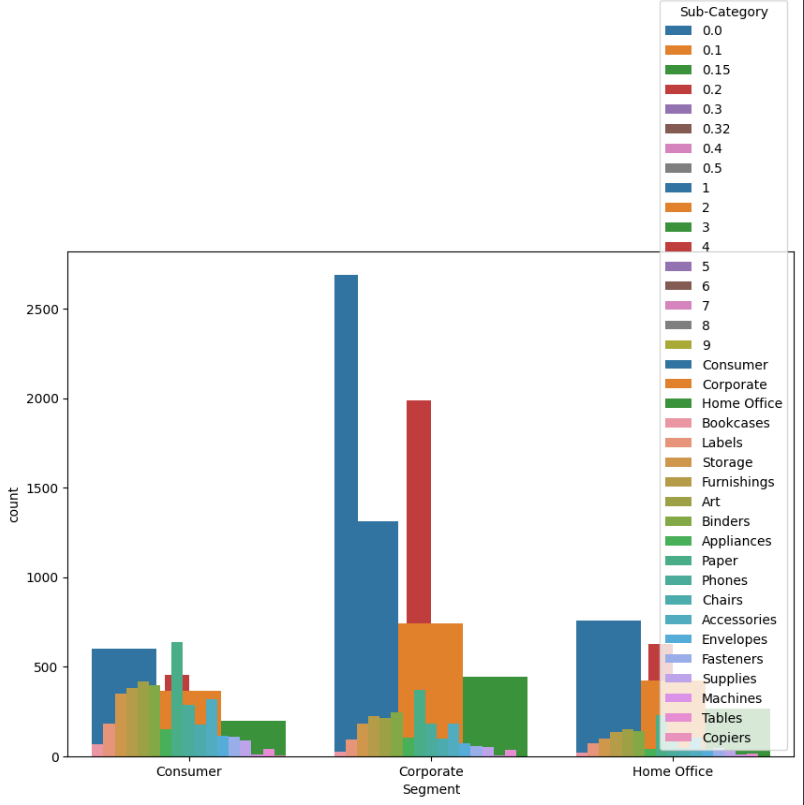 Sub-Category
0.0
0.1
0.15
0.2
0.3
0.32
0.4
0.5
1
2
3
4
5
6
7
8
9
Consumer
Corporate
Home Office
Bookcases
Labels
Storage
Furnishings
Art
Binders
Appliances
Paper
Phones
Chairs
Accessories
Envelopes
Fasteners
Supplies
Machines
Tables
Copiers
count
2500
2000
1500
1000
500
0
Consumer Corporate Home Office
Segment